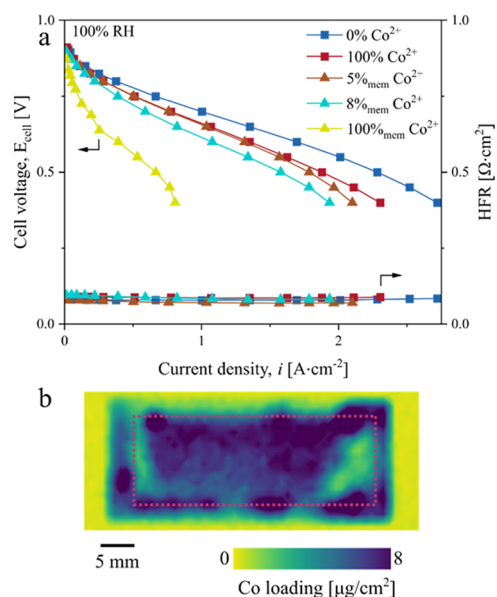 a
100% RH
0% Co²⁺
100% Co²⁺
5%mem Co²⁺
8%mem Co²⁺
100%mem Co²⁺
Cell voltage, Ecell [V]
1.0
0.5
0.0
0
1
2
1.0
0.5
0.0
HFR [Ω·cm²]
Current density, i [A·cm⁻²]
b
5 mm
0
8
Co loading [μg/cm²]